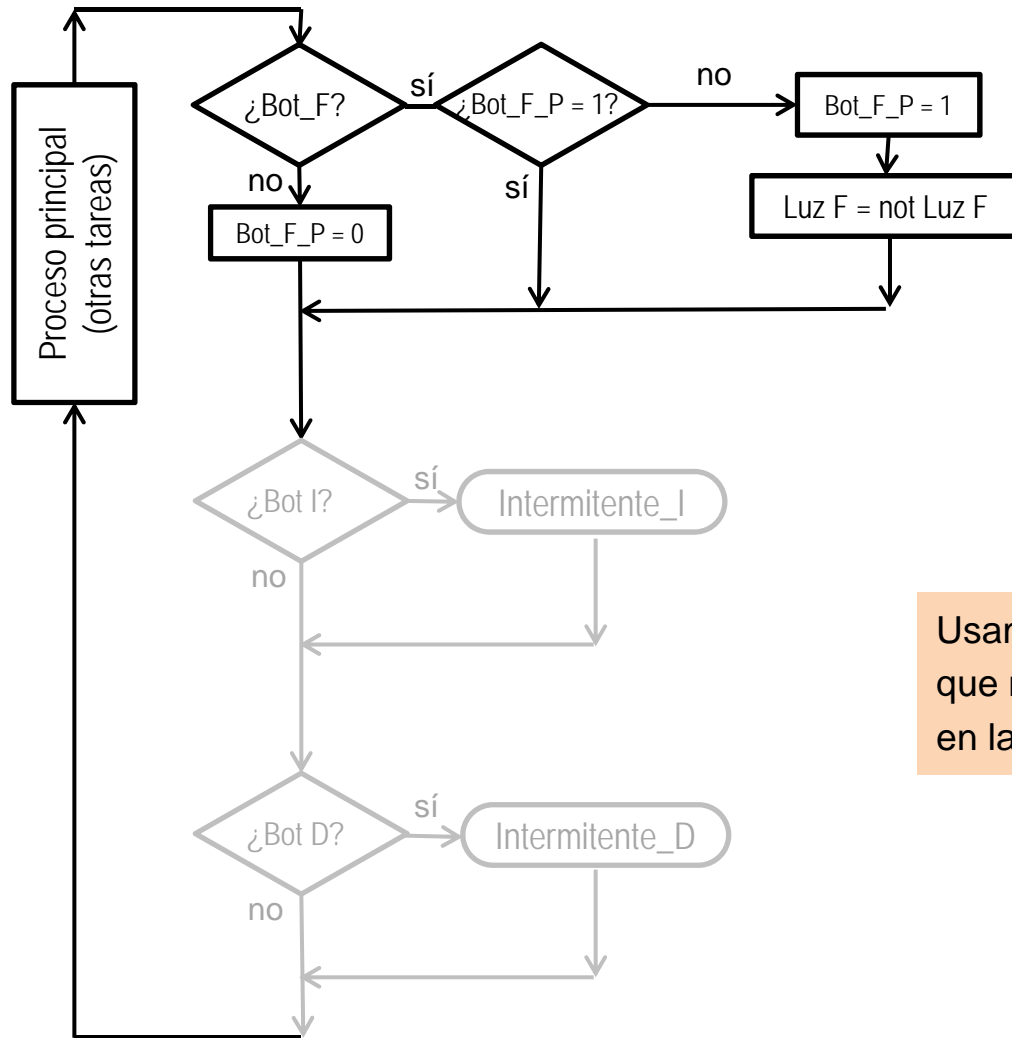 Proceso principal
(otras tareas)
¿Bot_F?
sí
¿Bot_F_P = 1?
no
Bot_F_P = 1
no
sí
Bot_F_P = 0
Luz F = not Luz F
¿Bot I?
sí
Intermitente_I
no
Usar
que
en la
¿Bot D?
sí
Intermitente_D
no